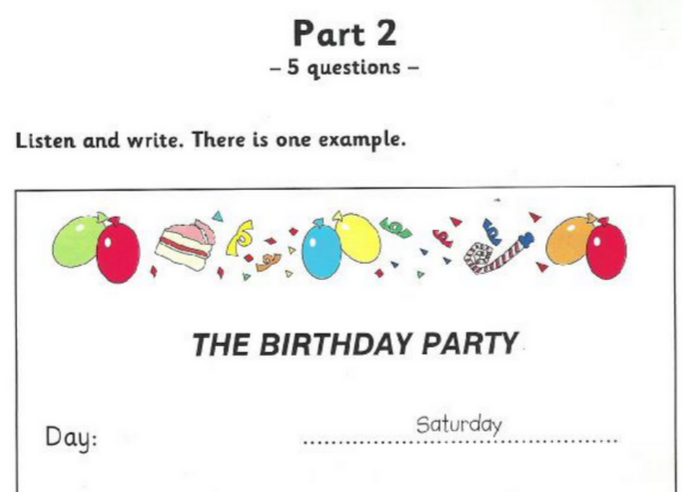 Part 2
– 5 questions –
Listen and write. There is one example.
THE BIRTHDAY PARTY
Day: ........ Saturday ........